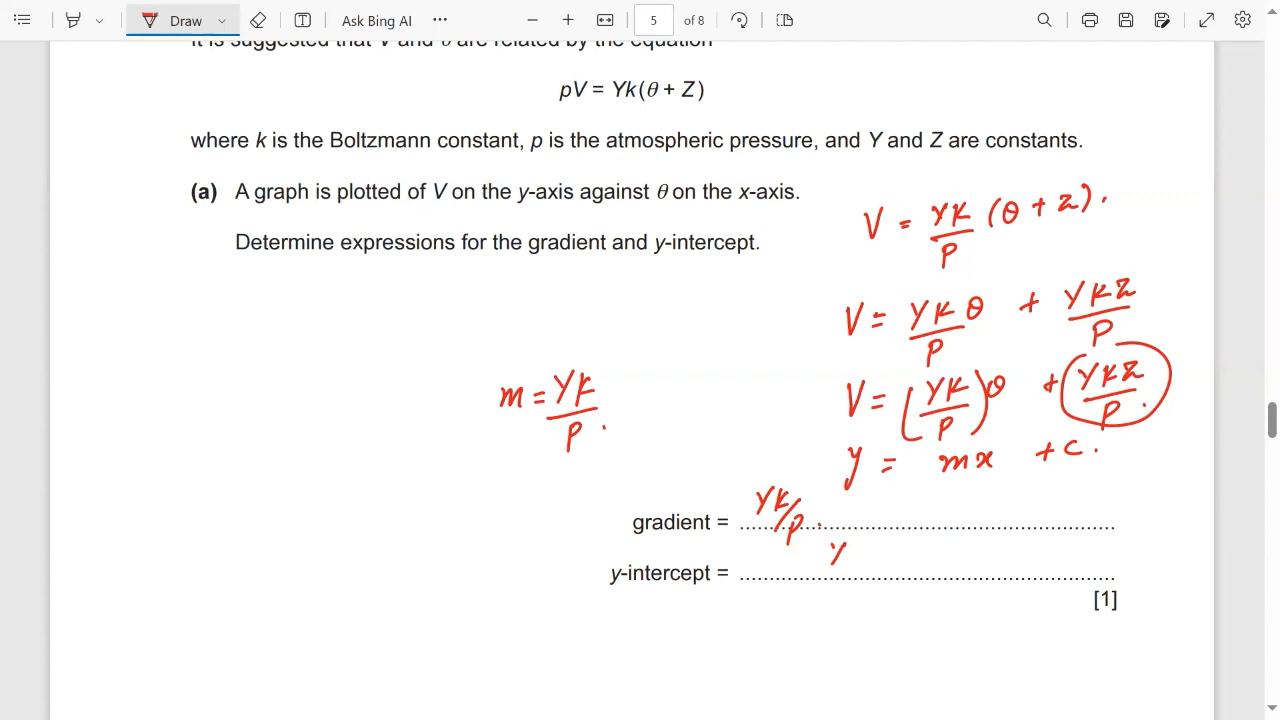 Draw
5
of 8
Ask Bing AI
It is suggested that V and θ are related by the equation
pV = Yk(θ + Z)
where k is the Boltzmann constant, p is the atmospheric pressure, and Y and Z are constants.
(a) A graph is plotted of V on the y-axis against θ on the x-axis.
Determine expressions for the gradient and y-intercept.
V = YK/P (θ + Z).
V = YKθ/P + YKZ/P
V = (YK/P)θ + YKZ/P.
m = YK/P.
y = mx + c.
gradient = YK/P. ........................................
y-intercept = Y ........................................
[1]